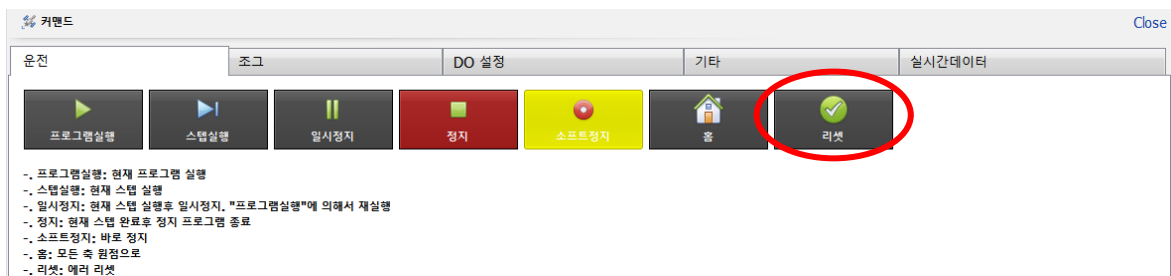 커맨드 Close
운전 조그 DO 설정 기타 실시간데이터
프로그램실행 스텝실행 일시정지 정지 소프트정지 홈 리셋
-. 프로그램실행: 현재 프로그램 실행
-. 스텝실행: 현재 스텝 실행
-. 일시정지: 현재 스텝 실행후 일시정지. "프로그램실행"에 의해서 재실행
-. 정지: 현재 스텝 완료후 정지 프로그램 종료
-. 소프트정지: 바로 정지
-. 홈: 모든 축 원점으로
-. 리셋: 에러 리셋